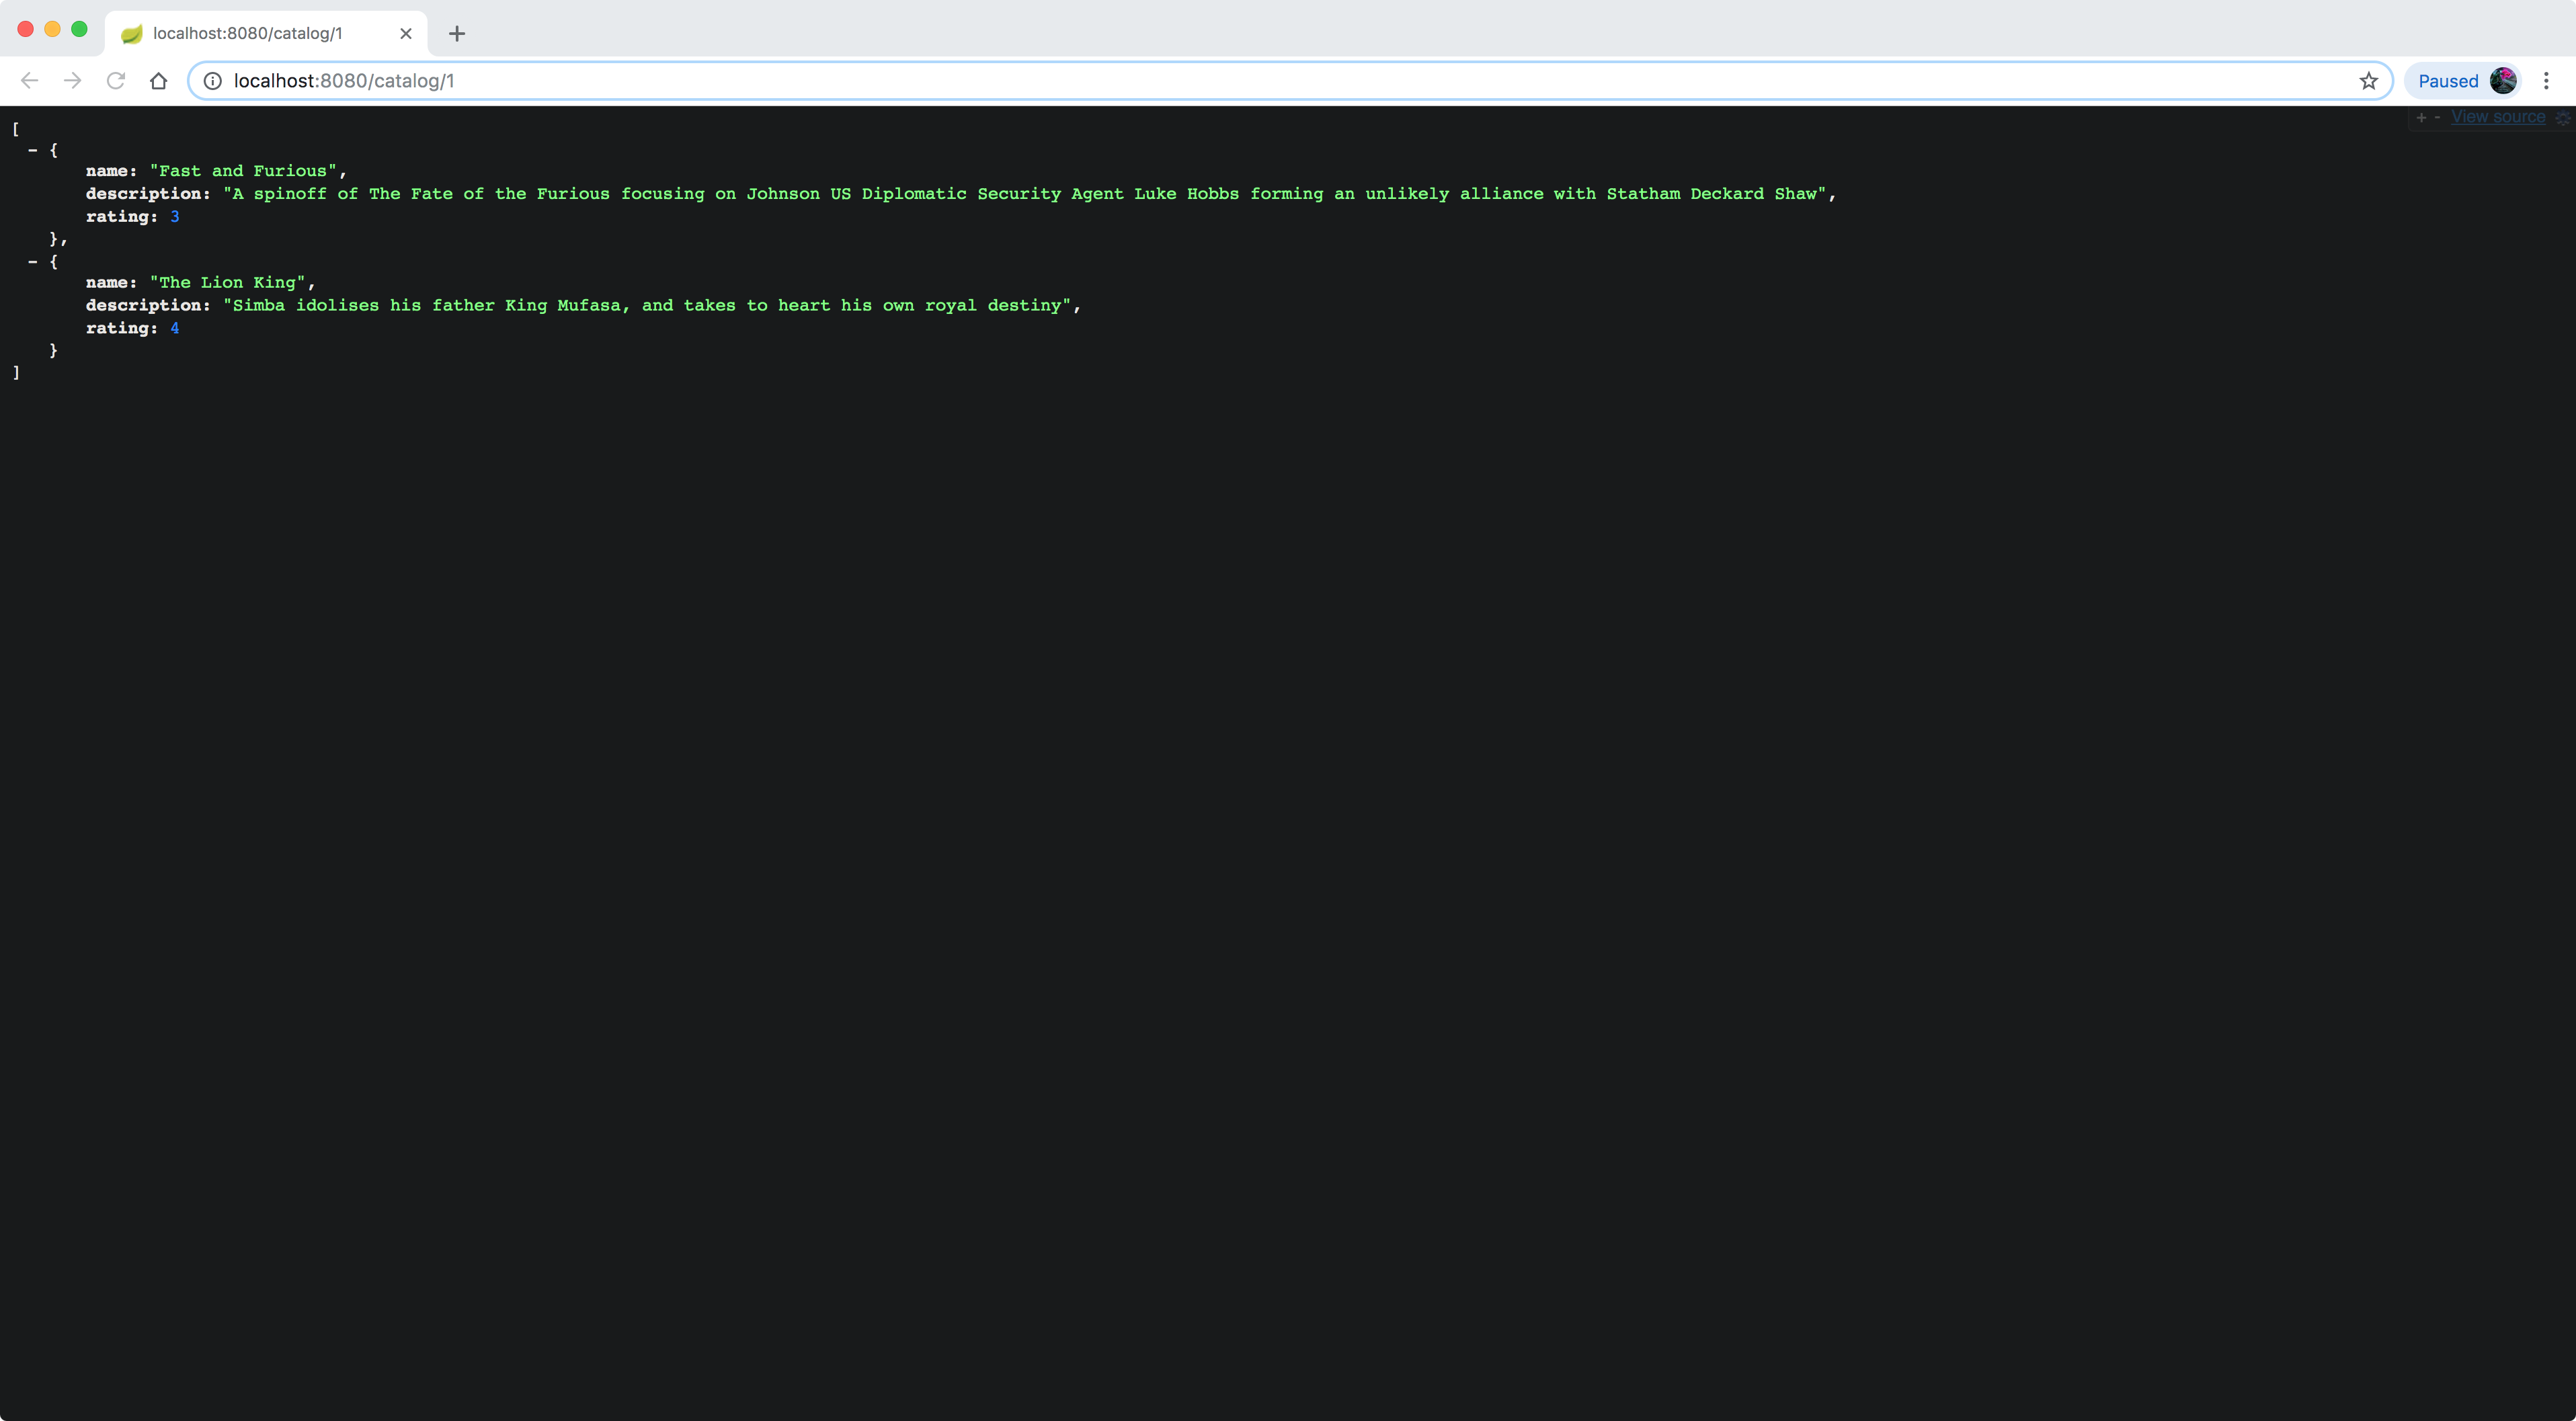 localhost:8080/catalog/1
localhost:8080/catalog/1
Paused
+ - View source
[
- {
name: "Fast and Furious",
description: "A spinoff of The Fate of the Furious focusing on Johnson US Diplomatic Security Agent Luke Hobbs forming an unlikely alliance with Statham Deckard Shaw",
rating: 3
},
- {
name: "The Lion King",
description: "Simba idolises his father King Mufasa, and takes to heart his own royal destiny",
rating: 4
}
]